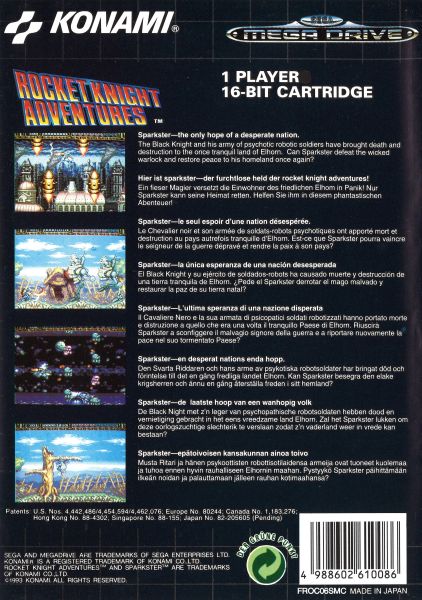 KONAMI®
SEGA
MEGA DRIVE
ROCKET KNIGHT
ADVENTURES ™
1 PLAYER
16-BIT CARTRIDGE
Sparkster—the only hope of a desperate nation.
The Black Knight and his army of psychotic robotic soldiers have brought death and
destruction to the once tranquil land of Elhorn. Can Sparkster defeat the wicked
warlock and restore peace to his homeland once again?
Hier ist sparkster—der furchtlose held der rocket knight adventures!
Ein fieser Magier versetzt die Einwohner des friedlichen Elhorn in Panik! Nur
Sparkster kann seine Heimat retten. Helfen Sie ihm in diesem phantastischen
Abenteuer!
Sparkster—le seul espoir d'une nation désespérée.
Le Chevalier noir et son armée de soldats-robots psychotiques ont apporté mort et
destruction au pays autrefois tranquille d'Elhorn. Est-ce que Sparkster pourra vaincre
le seigneur de la guerre dépravé et rendre la paix à son pays?
Sparkster—la única esperanza de una nación desesperada
El Black Knight y su ejército de soldados-robots ha causado muerte y destrucción de
una tierra tranquila de Elhorn. ¿Pede el Sparkster derrotar el mago malvado y
restaurar la paz de su tierra natal?
Sparkster—L'ultima speranza di una nazione disperata
Il Cavaliere Nero e la sua armata di psicopatici soldati robotizzati hanno portato morte
e distruzione a quello che era una volta il tranquillo Paese di Elhorn. Riuscirà
Sparkster a sconfiggere il malvagio signore della guerra e a riportare nuovamente la
pace nel suo tormentato Paese?
Sparkster—en desperat nations enda hopp.
Den Svarta Riddaren och hans arme av psykotiska robotsoldater har bringat död och
förintelse till det en gång fredliga landet Elhorn. Kan Sparkster besegra den elake
krigsherren och ännu en gång återställa freden i sitt hemland?
Sparkster—de laatste hoop van een wanhopig volk
De Black Knight met z'n leger van psychopathische robotsoldaten hebben dood en
vernietiging gebracht in het eens vreedzame land Elhorn. Zal het Sparkster lukken om
deze oorlogszuchtige slechterik te verslaan zodat z'n vaderland weer in vrede kan
bestaan?
Sparkster—epätoivoisen kansakunnan ainoa toivo
Musta Ritari ja hänen psykoottisten robottisotilaidensa armeija ovat tuoneet kuolemaa
ja tuhoa ennen hyvin rauhalliseen Elhornin maahan. Pystyykö Sparkster päihittämään
ilkeän noidan ja palauttamaan jälleen rauhan kotimaahansa?
Patents: U.S. Nos. 4,442,486/4,454,594/4,462,076, Europe No. 80244; Canada No. 1,183,276;
Hong Kong No. 88-4302; Singapore No. 88-155; Japan No. 82-205605 (Pending)
SEGA AND MEGADRIVE ARE TRADEMARKS OF SEGA ENTERPRISES LTD.
KONAMI® IS A REGISTERED TRADEMARK OF KONAMI CO.,LTD.
ROCKET KNIGHT ADVENTURES™ AND SPARKSTER™ ARE TRADEMARKS
OF KONAMI CO.,LTD
©1993 KONAMI ALL RIGHTS RESERVED.
DER GRÜNE PUNKT
4 988602 610086
FROC08SMC MADE IN JAPAN